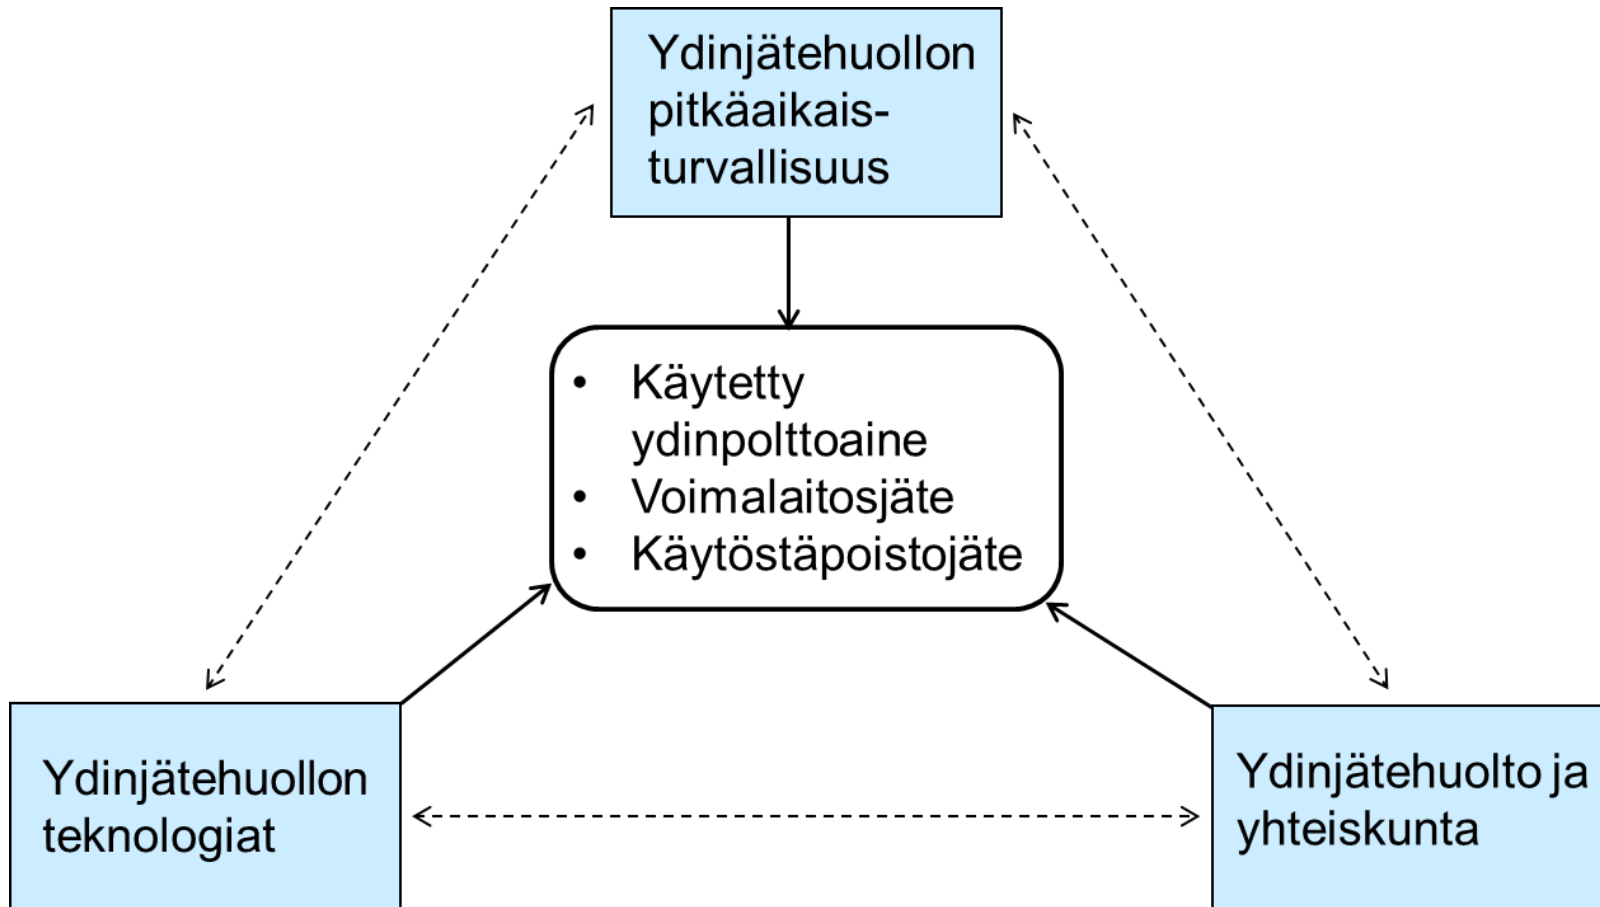 Ydinjätehuollon
pitkäaikais-
turvallisuus
• Käytetty
ydinpolttoaine
• Voimalaitosjäte
• Käytöstäpoistojäte
Ydinjätehuollon
teknologiat
Ydinjätehuolto ja
yhteiskunta